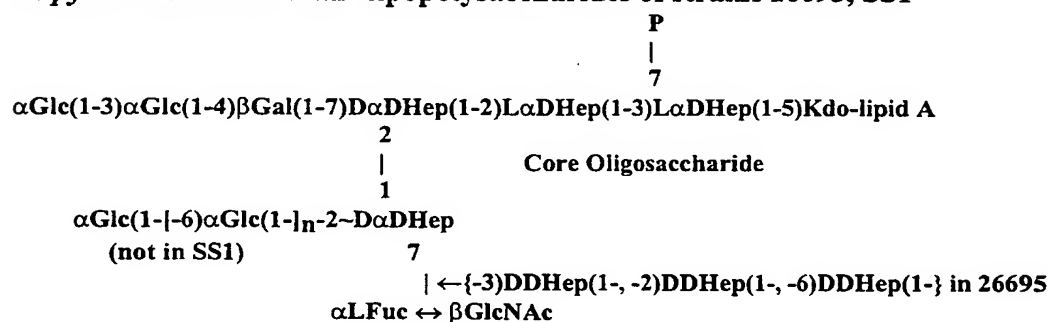 P
|
7
αGlc(1-3)αGlc(1-4)βGal(1-7)DαDHep(1-2)LαDHep(1-3)LαDHep(1-5)Kdo-lipid A
2
| Core Oligosaccharide
1
αGlc(1-[-6)αGlc(1-]n-2~DαDHep
(not in SS1) 7
| ←{-3)DDHep(1-, -2)DDHep(1-, -6)DDHep(1-} in 26695
αLFuc ↔ βGlcNAc